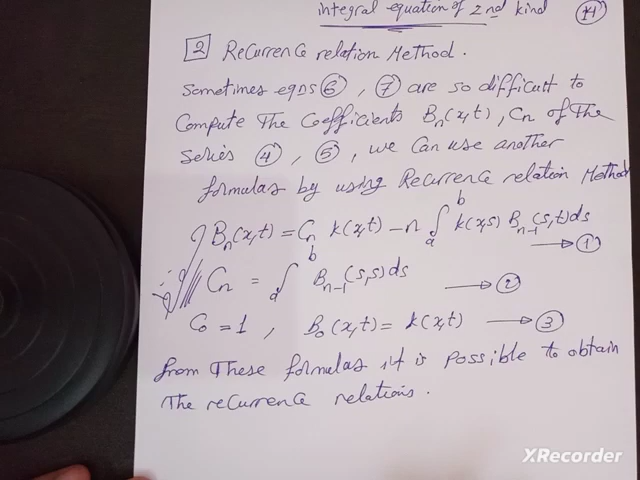 integral equation of 2nd kind 14
2 Recurrence relation Method.
Sometimes eqns ⑥, ⑦ are so difficult to
Compute The Coefficients Bₙ(x,t), Cₙ of The
Series ④, ⑤, we Can use another
formulas by using Recurrence relation Method
Bₙ(x,t) = Cₙ k(x,t) - n ∫ₐᵇ k(x,s) Bₙ₋₁(s,t)ds → ①
Cₙ = ∫ₐᵇ Bₙ₋₁(s,s)ds → ②
C₀ = 1, B₀(x,t) = k(x,t) → ③
from These formulas it is possible to obtain
The recurrence relations.
XRecorder